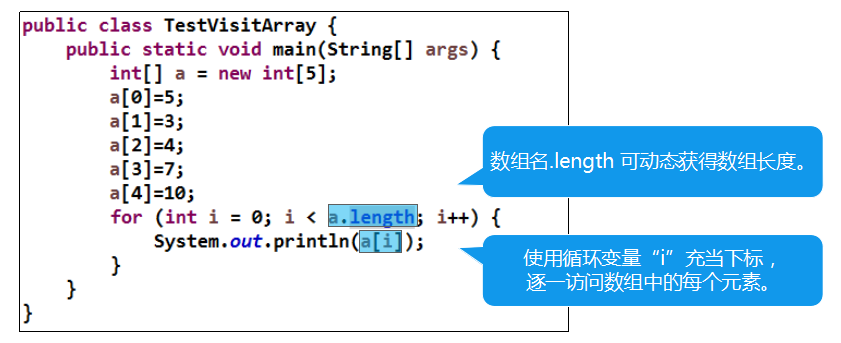 public class TestVisitArray {
    public static void main(String[] args) {
        int[] a = new int[5];
        a[0]=5;
        a[1]=3;
        a[2]=4;
        a[3]=7;
        a[4]=10;
        for (int i = 0; i < a.length; i++) {
            System.out.println(a[i]);
        }
    }
}
数组名.length 可动态获得数组长度。
使用循环变量“i”充当下标，
逐一访问数组中的每个元素。